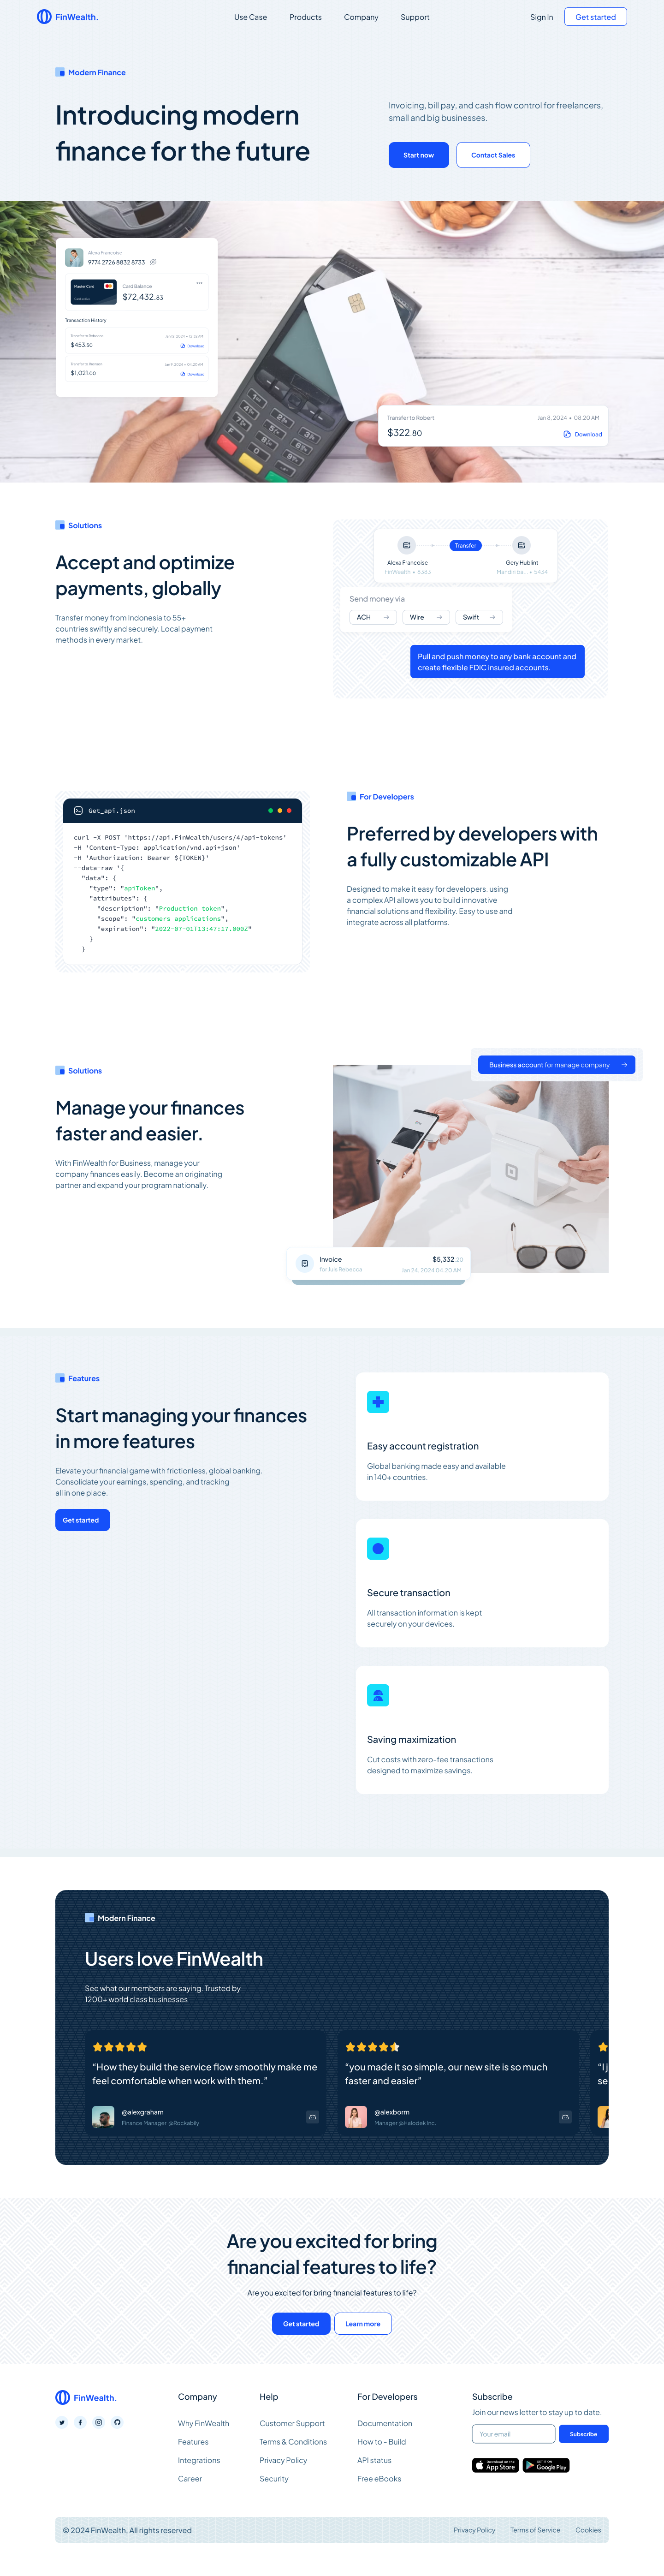 FinWealth.
Use Case
Products
Company
Support
Sign In
Get started
Modern Finance
Introducing modern
finance for the future
Invoicing, bill pay, and cash flow control for freelancers,
small and big businesses.
Start now
Contact Sales
Alexa Francoise
9774 2726 8832 8733
Master Card
Card Balance
$72,432.83
Transaction History
Transfer to Rebecca
$453.50
Download
$1,021.00
Download
Transfer to Robert
Jan 8, 2024 • 08.20 AM
$322.80
Download
Solutions
Accept and optimize
payments, globally
Transfer money from Indonesia to 55+
countries swiftly and securely. Local payment
methods in every market.
Transfer
Alexa Francoise
Gery Hublint
FinWealth • 8383
Mandiri ba... • 5434
Send money via
ACH
Wire
Swift
Pull and push money to any bank account and
create flexible FDIC insured accounts.
Get_api.json
curl -X POST 'https://api.FinWealth/users/4/api-tokens'
-H 'Content-Type: application/vnd.api+json'
-H 'Authorization: Bearer ${TOKEN}'
--data-raw '{
"data": {
"type": "apiToken",
"attributes": {
"description": "Production token",
"scope": "customers applications",
"expiration": "2022-07-01T13:47:17.000Z"
}
}
For Developers
Preferred by developers with
a fully customizable API
Designed to make it easy for developers. using
a complex API allows you to build innovative
financial solutions and flexibility. Easy to use and
integrate across all platforms.
Solutions
Manage your finances
faster and easier.
With FinWealth for Business, manage your
company finances easily. Become an originating
partner and expand your program nationally.
Business account for manage company
Invoice
for Juls Rebecca
$5,332.20
Jan 24, 2024 04.20 AM
Features
Start managing your finances
in more features
Elevate your financial game with frictionless, global banking.
Consolidate your earnings, spending, and tracking
all in one place.
Get started
Easy account registration
Global banking made easy and available
in 140+ countries.
Secure transaction
All transaction information is kept
securely on your devices.
Saving maximization
Cut costs with zero-fee transactions
designed to maximize savings.
Modern Finance
Users love FinWealth
See what our members are saying. Trusted by
1200+ world class businesses
“How they build the service flow smoothly make me
feel comfortable when work with them.”
@alexgraham
Finance Manager @Rockabily
“you made it so simple, our new site is so much
faster and easier”
@alexborm
Manager @Halodek Inc.
“I j
se
Are you excited for bring
financial features to life?
Are you excited for bring financial features to life?
Get started
Learn more
FinWealth.
Company
Why FinWealth
Features
Integrations
Career
Help
Customer Support
Terms & Conditions
Privacy Policy
Security
For Developers
Documentation
How to - Build
API status
Free eBooks
Subscribe
Join our news letter to stay up to date.
Your email
Subscribe
Download on the
App Store
GET IT ON
Google Play
© 2024 FinWealth, All rights reserved
Privacy Policy
Terms of Service
Cookies